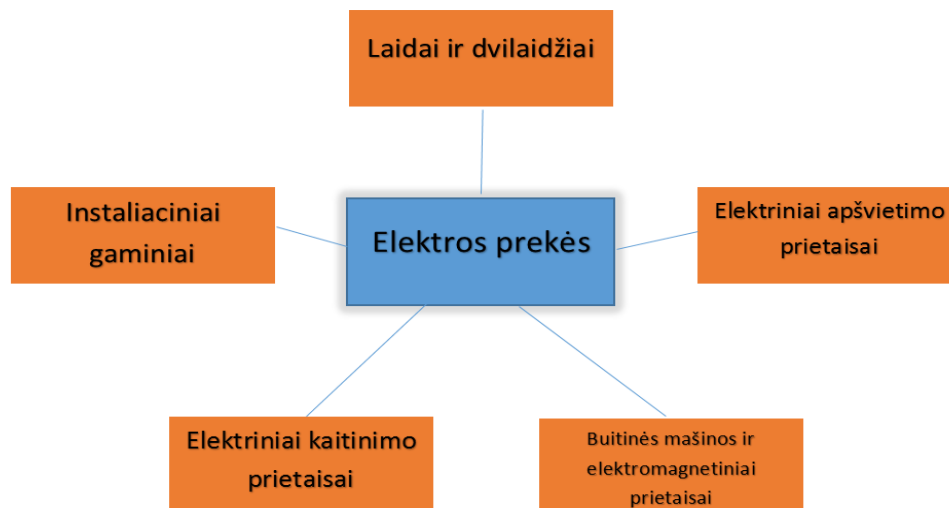 Laidai ir dvilaidžiai
Instaliaciniai
gaminiai
Elektros prekės
Elektriniai apšvietimo
prietaisai
Elektriniai kaitinimo
prietaisai
Buitinės mašinos ir
elektromagnetiniai
prietaisai